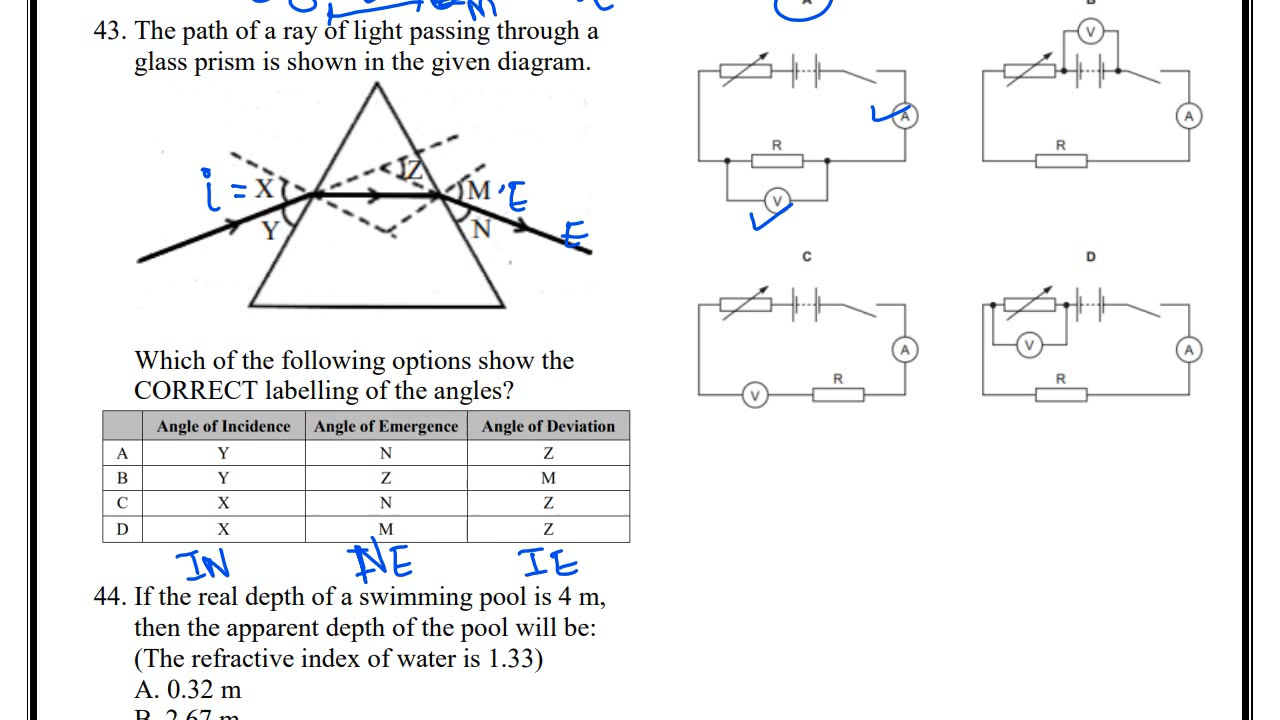 M
A
B
43. The path of a ray of light passing through a
glass prism is shown in the given diagram.
Z
i = X
M 'E
Y
N
E
Which of the following options show the
CORRECT labelling of the angles?
Angle of Incidence Angle of Emergence Angle of Deviation
A Y N Z
B Y Z M
C X N Z
D X M Z
IN NE IE
44. If the real depth of a swimming pool is 4 m,
then the apparent depth of the pool will be:
(The refractive index of water is 1.33)
A. 0.32 m
B. 2.67 m
A
R
V
V
A
R
C
D
A
V
R
V
A
R